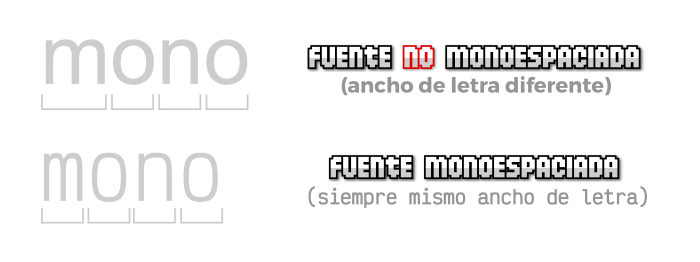 mono
FUENTE NO MONOESPACIADA
(ancho de letra diferente)
mono
FUENTE MONOESPACIADA
(siempre mismo ancho de letra)